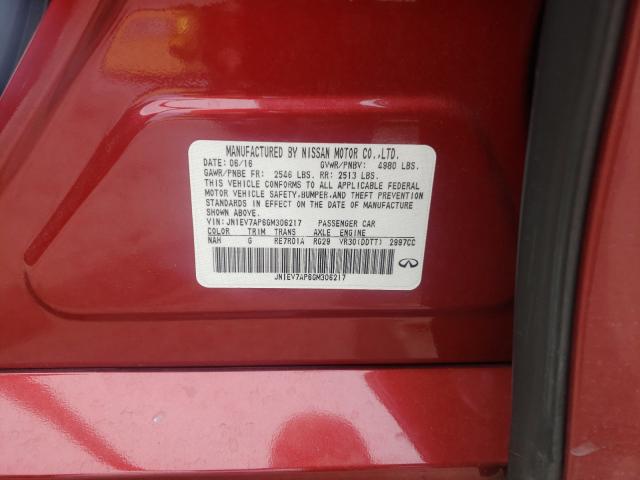 MANUFACTURED BY NISSAN MOTOR CO.,LTD.
DATE: 06/16 GVWR/PNBV: 4980 LBS.
GAWR/PNBE FR: 2546 LBS. RR: 2513 LBS.
THIS VEHICLE CONFORMS TO ALL APPLICABLE FEDERAL
MOTOR VEHICLE SAFETY,BUMPER,AND THEFT PREVENTION
STANDARDS IN EFFECT ON THE DATE OF MANUFACTURE
SHOWN ABOVE.
VIN: JN1EV7AP6GM306217 PASSENGER CAR
COLOR TRIM TRANS AXLE ENGINE
NAH G RE7R01A RG29 VR30(DDTT) 2997CC
JN1EV7AP6GM306217